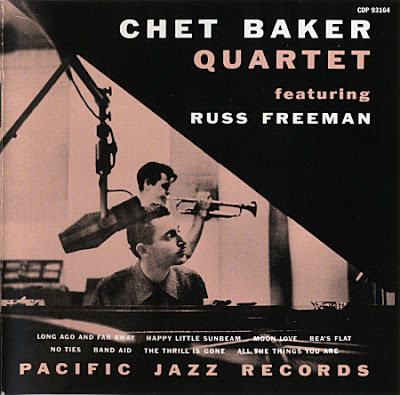 CDP 93164
CHET BAKER
QUARTET
featuring
RUSS FREEMAN
LONG AGO AND FAR AWAY HAPPY LITTLE SUNBEAM MOON LOVE BEA'S FLAT
NO TIES BAND AID THE THRILL IS GONE ALL THE THINGS YOU ARE
PACIFIC JAZZ RECORDS